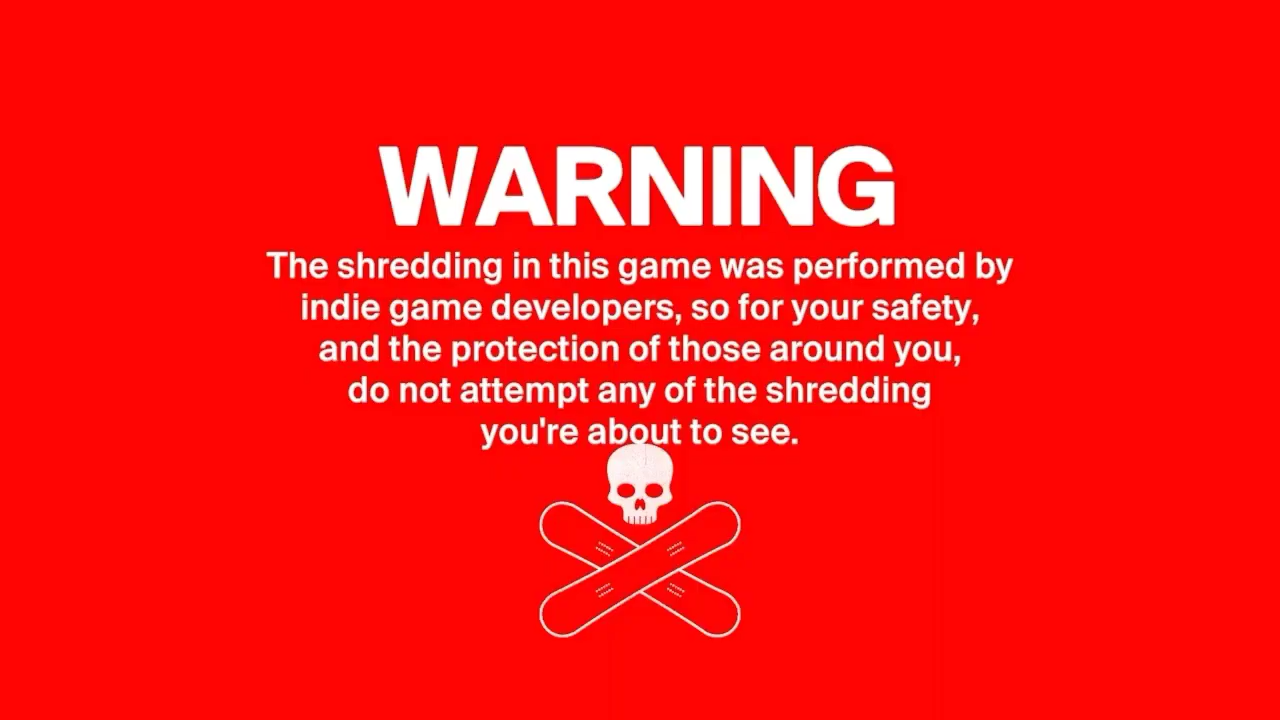 WARNING
The shredding in this game was performed by
indie game developers, so for your safety,
and the protection of those around you,
do not attempt any of the shredding
you're about to see.